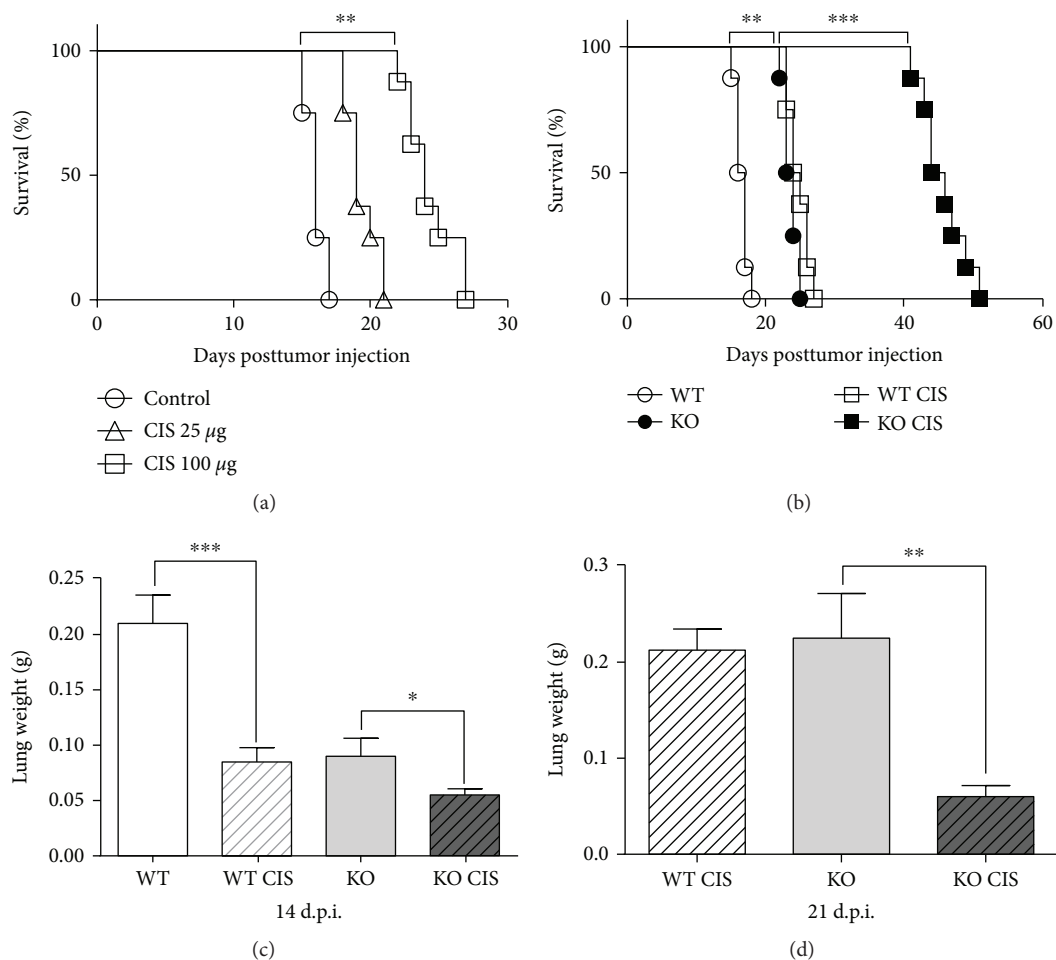 **
100
50
0
Survival (%)
0 10 20 30
Days posttumor injection
Control
CIS 25 µg
CIS 100 µg
(a)
** ***
100
50
0
Survival (%)
0 20 40 60
Days posttumor injection
WT WT CIS
KO KO CIS
(b)
***
*
0.25
0.20
0.15
0.10
0.05
0.00
Lung weight (g)
WT WT CIS KO KO CIS
14 d.p.i.
(c)
**
0.3
0.2
0.1
0.0
Lung weight (g)
WT CIS KO KO CIS
21 d.p.i.
(d)